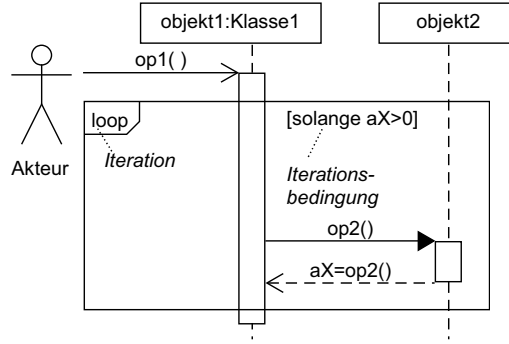 objekt1:Klasse1
objekt2
op1( )
loop
[solange aX>0]
Akteur
Iteration
Iterations-
bedingung
op2()
aX=op2()